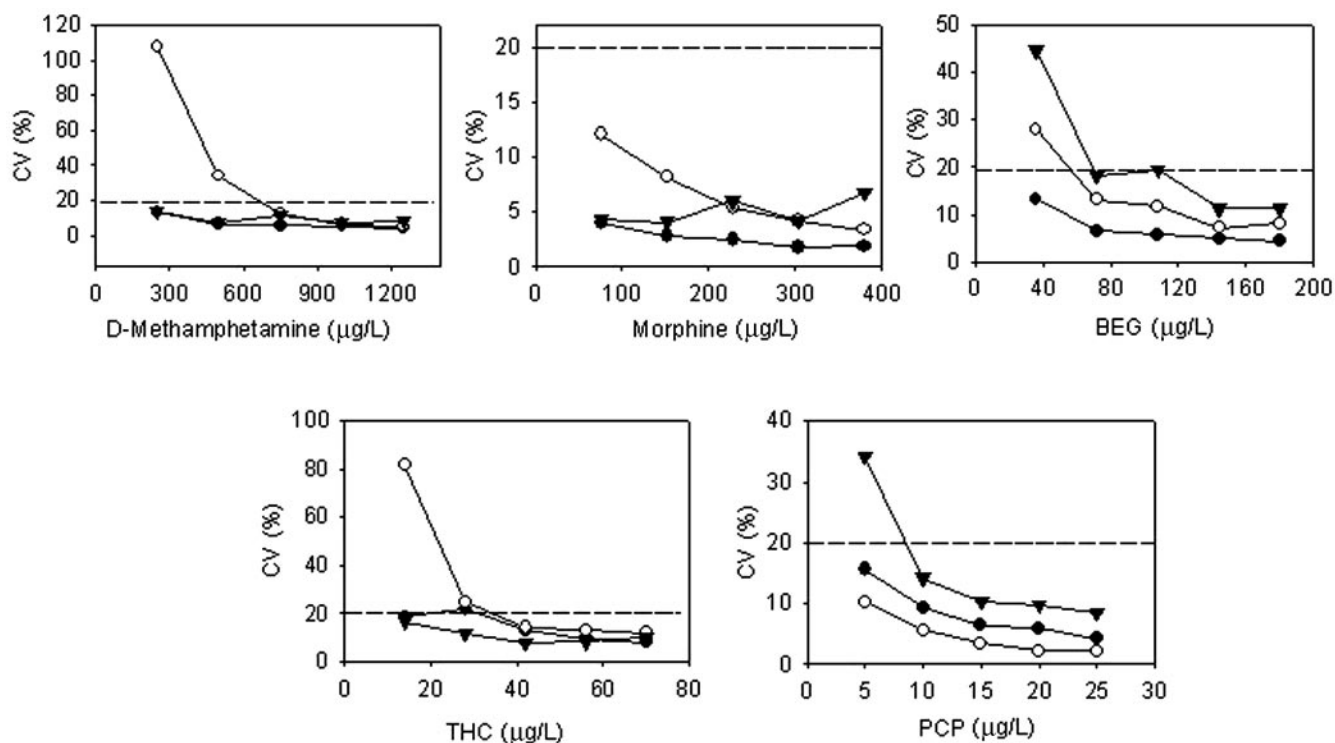 120
100
80
60
40
20
0
CV (%)
0 300 600 900 1200
D-Methamphetamine (μg/L)
20
15
10
5
0
CV (%)
0 100 200 300 400
Morphine (μg/L)
50
40
30
20
10
0
CV (%)
0 40 80 120 160 200
BEG (μg/L)
100
80
60
40
20
0
CV (%)
0 20 40 60 80
THC (μg/L)
40
30
20
10
0
CV (%)
0 5 10 15 20 25 30
PCP (μg/L)